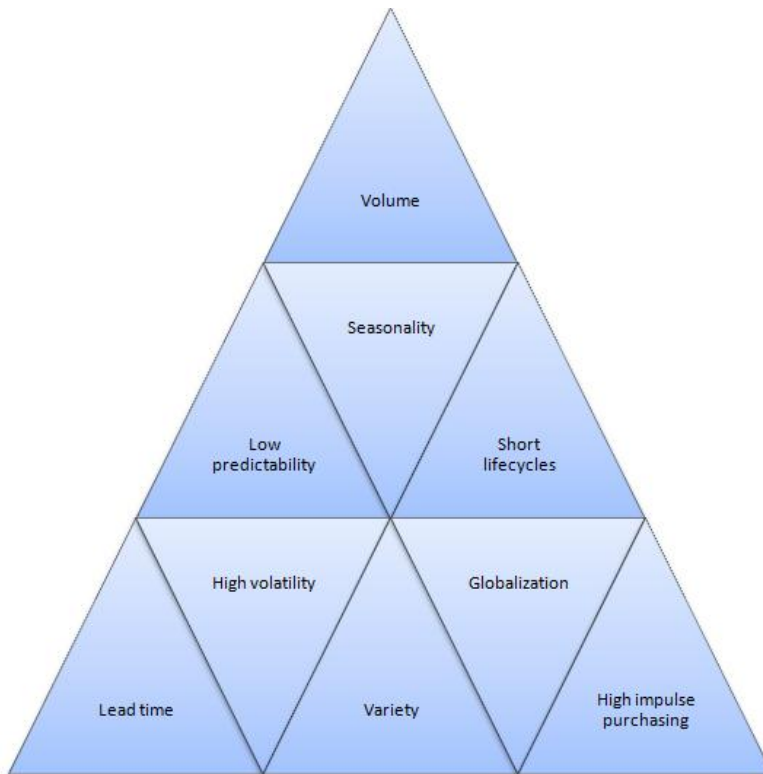 Volume
Seasonality
Low
predictability
Short
lifecycles
High volatility
Globalization
Lead time
Variety
High impulse
purchasing